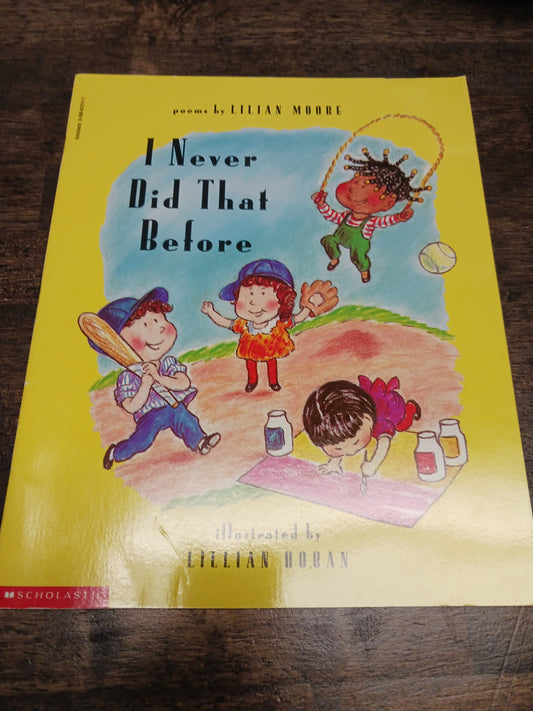 poems by LILIAN MOORE
I Never
Did That
Before
illustrated by
LILLIAN HOBAN
SCHOLASTIC